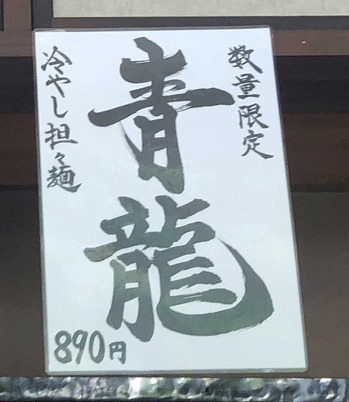 数量限定
青龍
冷やし担々麺
890円